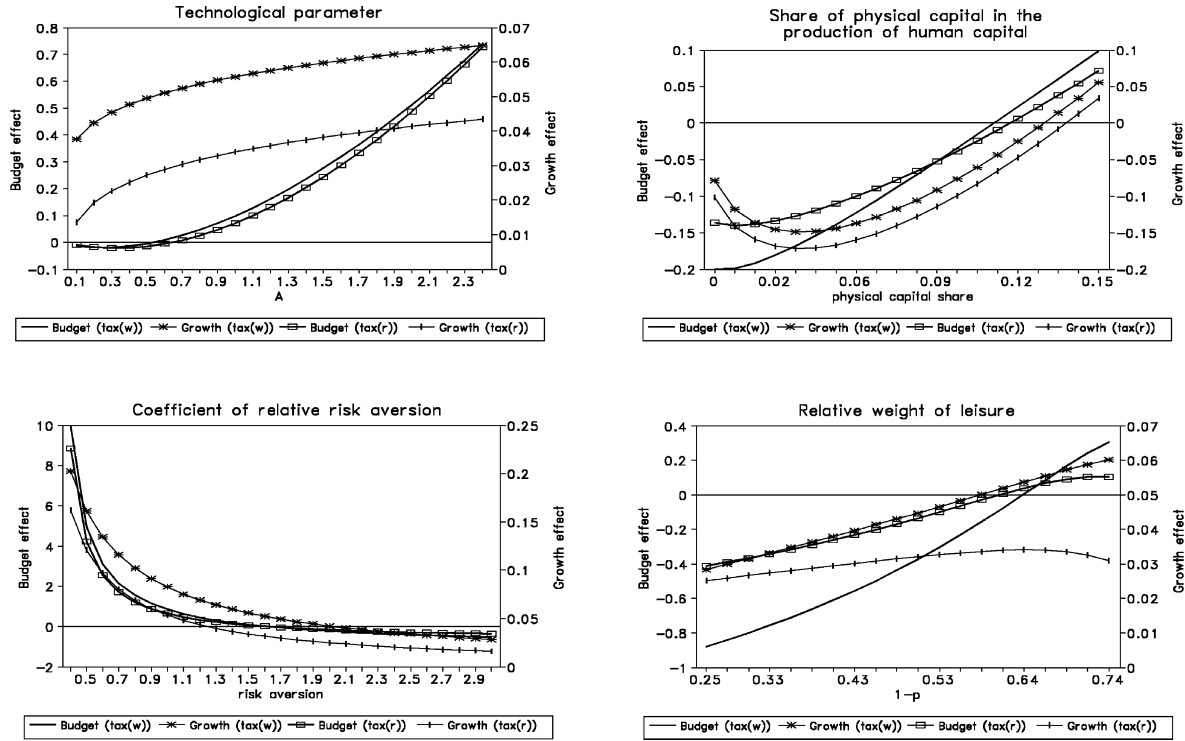 Technological parameter
0.8
0.7
0.6
0.5
0.4
0.3
0.2
0.1
0
−0.1
Budget effect
0.07
0.06
0.05
0.04
0.03
0.02
0.01
0
Growth effect
0.1 0.3 0.5 0.7 0.9 1.1 1.3 1.5 1.7 1.9 2.1 2.3
A
Budget (tax(w)) Growth (tax(w)) Budget (tax(r)) Growth (tax(r))
Share of physical capital in the
production of human capital
0.1
0.05
0
−0.05
−0.1
−0.15
−0.2
Budget effect
0.1
0.05
0
−0.05
−0.1
−0.15
−0.2
Growth effect
0 0.02 0.06 0.09 0.12 0.15
physical capital share
Budget (tax(w)) Growth (tax(w)) Budget (tax(r)) Growth (tax(r))
Coefficient of relative risk aversion
10
8
6
4
2
0
−2
Budget effect
0.25
0.2
0.15
0.1
0.05
0
Growth effect
0.5 0.7 0.9 1.1 1.3 1.5 1.7 1.9 2.1 2.3 2.5 2.7 2.9
risk aversion
Budget (tax(w)) Growth (tax(w)) Budget (tax(r)) Growth (tax(r))
Relative weight of leisure
0.4
0.2
0
−0.2
−0.4
−0.6
−0.8
−1
Budget effect
0.07
0.06
0.05
0.04
0.03
0.02
0.01
0
Growth effect
0.25 0.33 0.43 0.53 0.64 0.74
1−p
Budget (tax(w)) Growth (tax(w)) Budget (tax(r)) Growth (tax(r))